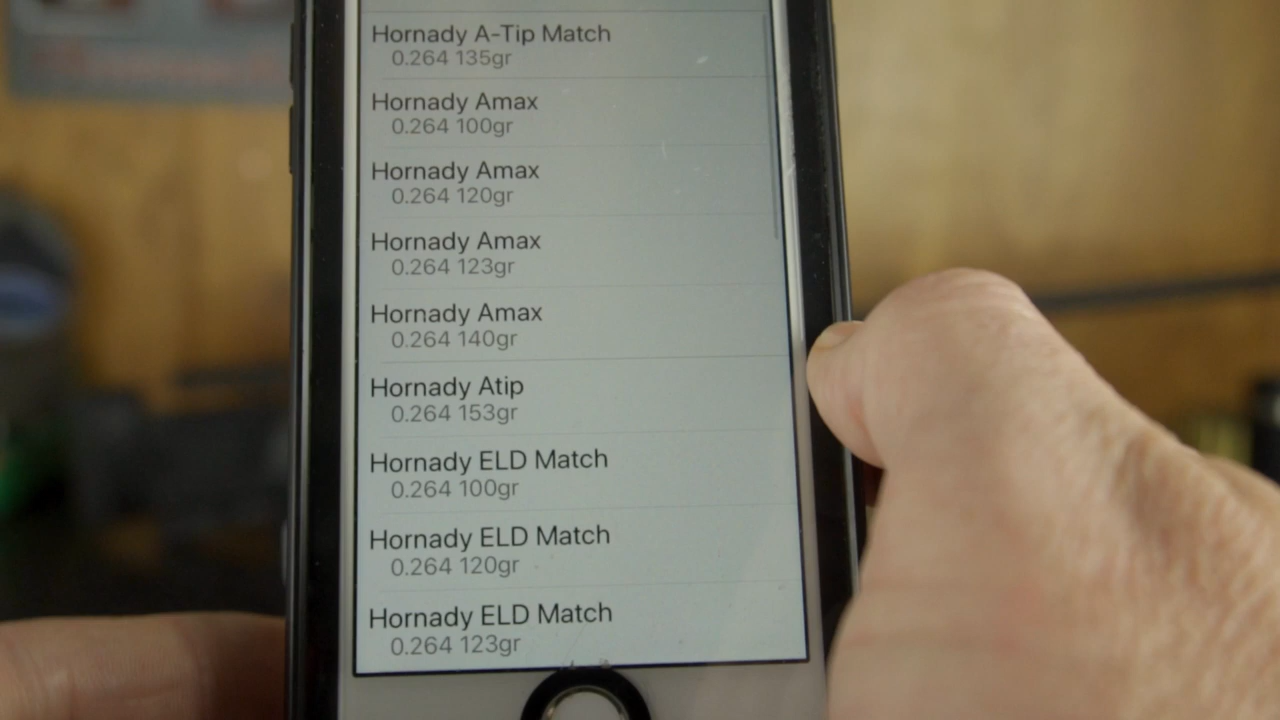 Hornady A-Tip Match
0.264 135gr
Hornady Amax
0.264 100gr
Hornady Amax
0.264 120gr
Hornady Amax
0.264 123gr
Hornady Amax
0.264 140gr
Hornady Atip
0.264 153gr
Hornady ELD Match
0.264 100gr
Hornady ELD Match
0.264 120gr
Hornady ELD Match
0.264 123gr